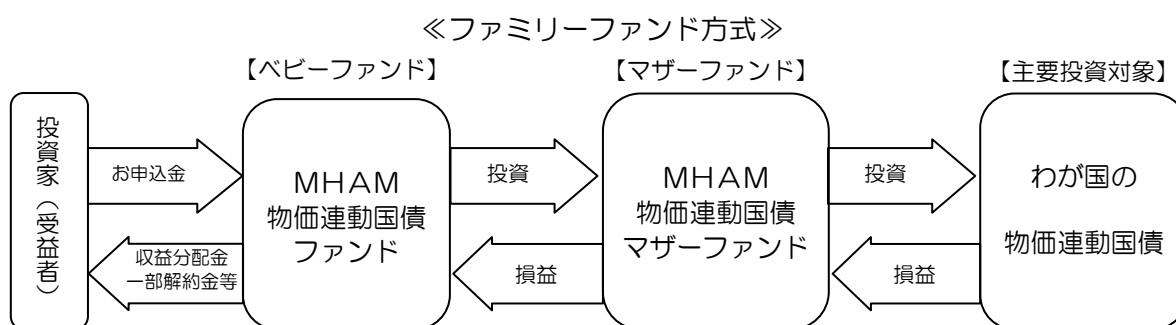 ≪ファミリーファンド方式≫
【ベビーファンド】
【マザーファンド】
【主要投資対象】
投資家（受益者）
お申込金
収益分配金
一部解約金等
ＭＨＡＭ
物価連動国債
ファンド
投資
損益
ＭＨＡＭ
物価連動国債
マザーファンド
投資
損益
わが国の
物価連動国債